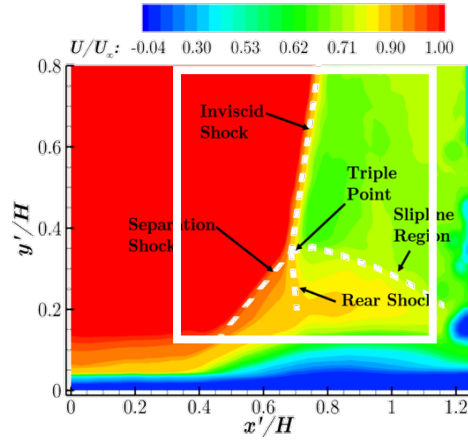 U/U∞: -0.04 0.30 0.53 0.62 0.71 0.90 1.00
0.8
0.6
0.4
0.2
0
y'/H
Inviscid
Shock
Triple
Point
Separation
Shock
Slipline
Region
Rear Shock
0 0.2 0.4 0.6 0.8 1 1.2
x'/H